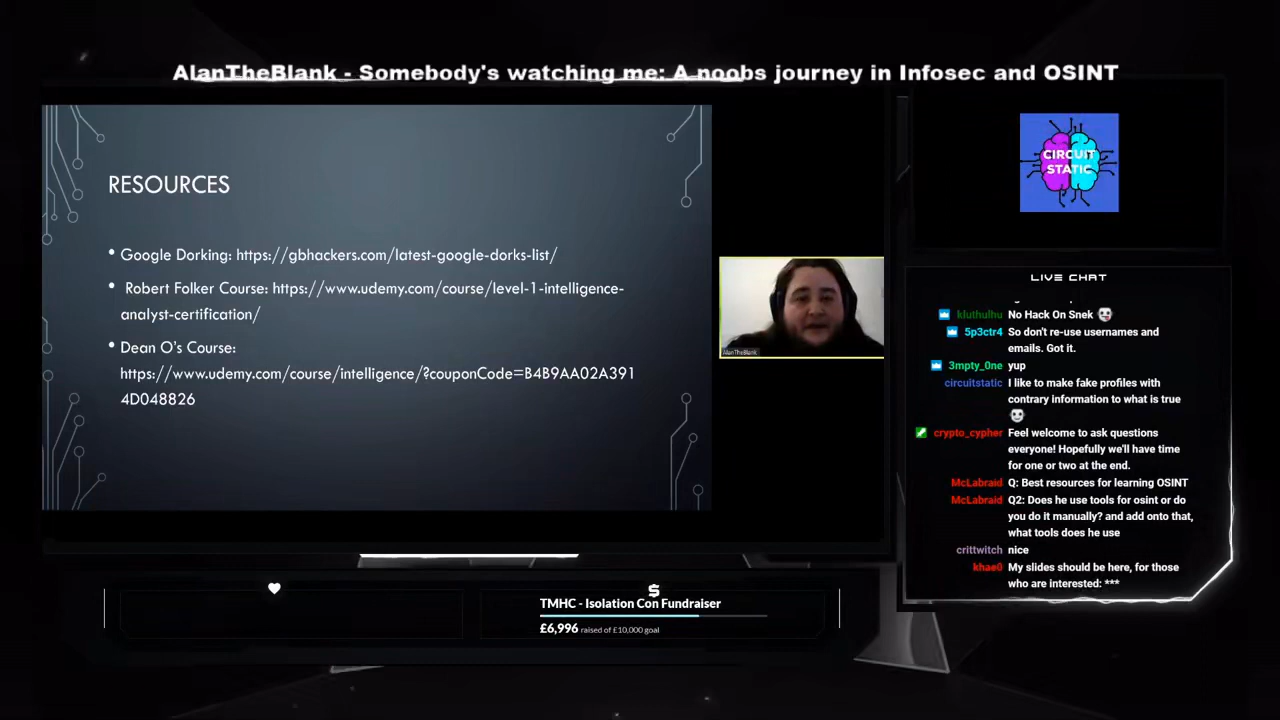 AlanTheBlank - Somebody's watching me: A noobs journey in Infosec and OSINT
RESOURCES
• Google Dorking: https://gbhackers.com/latest-google-dorks-list/
• Robert Folker Course: https://www.udemy.com/course/level-1-intelligence-
analyst-certification/
• Dean O's Course:
https://www.udemy.com/course/intelligence/?couponCode=B4B9AA02A391
4D048826
AlanTheBlank
CIRCUIT
STATIC
LIVE CHAT
kluthulhu No Hack On Snek
5p3ctr4 So don't re-use usernames and
emails. Got it.
3mpty_0ne yup
circuitstatic I like to make fake profiles with
contrary information to what is true
crypto_cypher Feel welcome to ask questions
everyone! Hopefully we'll have time
for one or two at the end.
McLabraid Q: Best resources for learning OSINT
McLabraid Q2: Does he use tools for osint or do
you do it manually? and add onto that,
what tools does he use
crittwitch nice
khae0 My slides should be here, for those
who are interested: ***
$
TMHC - Isolation Con Fundraiser
£6,996 raised of £10,000 goal